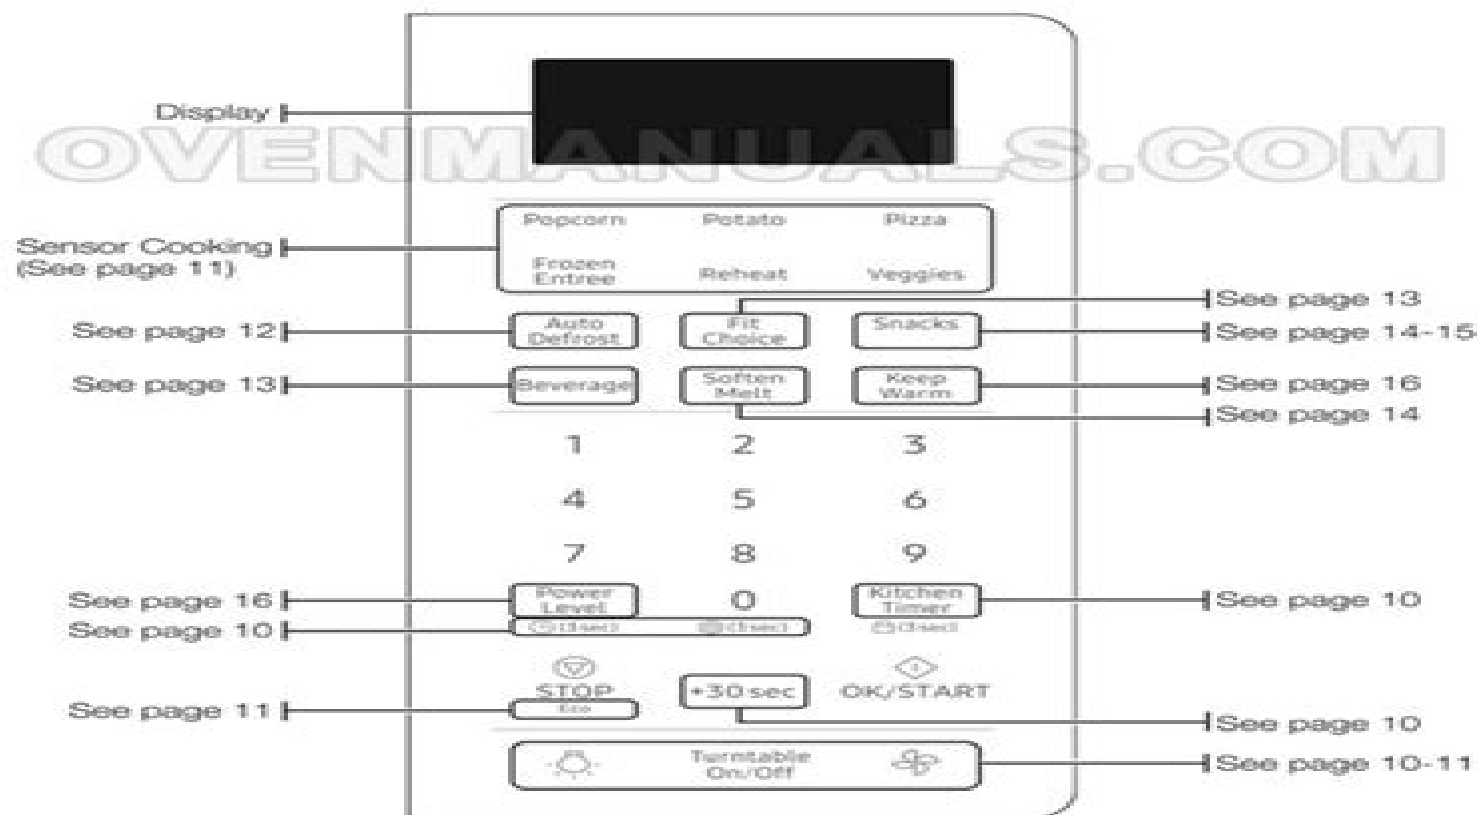 Display
OVENMANUALS.COM
Popcorn Potato Pizza
Sensor Cooking
(See page 11)
Frozen
Entree
Reheat Veggies
See page 13
See page 12
Auto
Defrost
Fit
Choice
Snacks
See page 14-15
See page 13
Beverage
Soften
Melt
Keep
Warm
See page 16
See page 14
1 2 3
4 5 6
7 8 9
See page 16
Power
Level
0
Kitchen
Timer
See page 10
See page 10
(3sec) (3sec) (3sec)
STOP
+30 sec
OK/START
See page 11
Eco
See page 10
Turntable
On/Off
See page 10-11